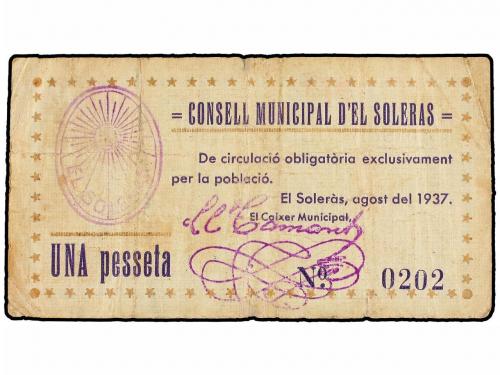 = CONSELL MUNICIPAL D'EL SOLERAS =
De circulació obligatòria exclusivament
per la població.
El Soleràs, agost del 1937.
El Caixer Municipal,
UNA pesseta
Nº. 0202